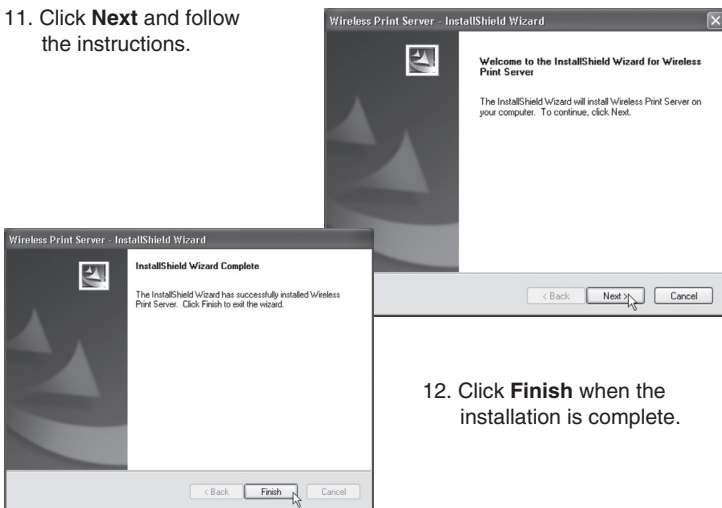 11. Click Next and follow
the instructions.
Wireless Print Server - InstallShield Wizard
Welcome to the InstallShield Wizard for Wireless
Print Server
The InstallShield Wizard will install Wireless Print Server on
your computer. To continue, click Next.
< Back
Next >
Cancel
Wireless Print Server - InstallShield Wizard
InstallShield Wizard Complete
The InstallShield Wizard has successfully installed Wireless
Print Server. Click Finish to exit the wizard.
< Back
Finish
Cancel
12. Click Finish when the
installation is complete.